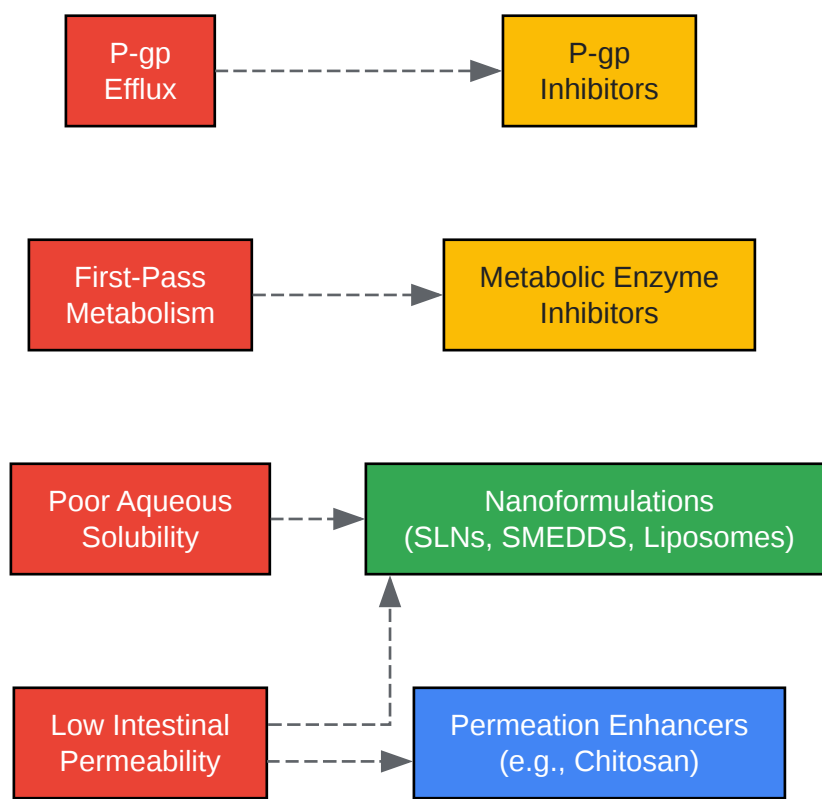 P-gp
Efflux
P-gp
Inhibitors
First-Pass
Metabolism
Metabolic Enzyme
Inhibitors
Poor Aqueous
Solubility
Nanoformulations
(SLNs, SMEDDS, Liposomes)
Low Intestinal
Permeability
Permeation Enhancers
(e.g., Chitosan)